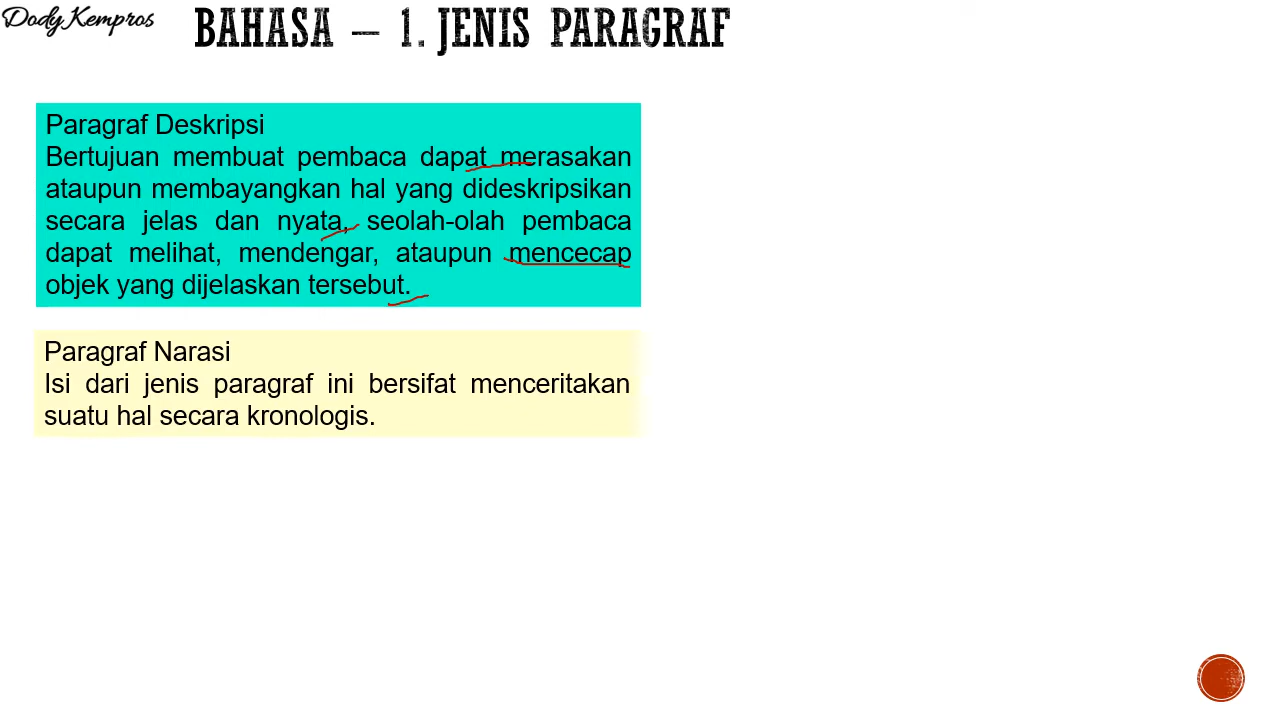 Dody Kempros
BAHASA – 1. JENIS PARAGRAF
Paragraf Deskripsi
Bertujuan membuat pembaca dapat merasakan
ataupun membayangkan hal yang dideskripsikan
secara jelas dan nyata, seolah-olah pembaca
dapat melihat, mendengar, ataupun mencecap
objek yang dijelaskan tersebut.
Paragraf Narasi
Isi dari jenis paragraf ini bersifat menceritakan
suatu hal secara kronologis.